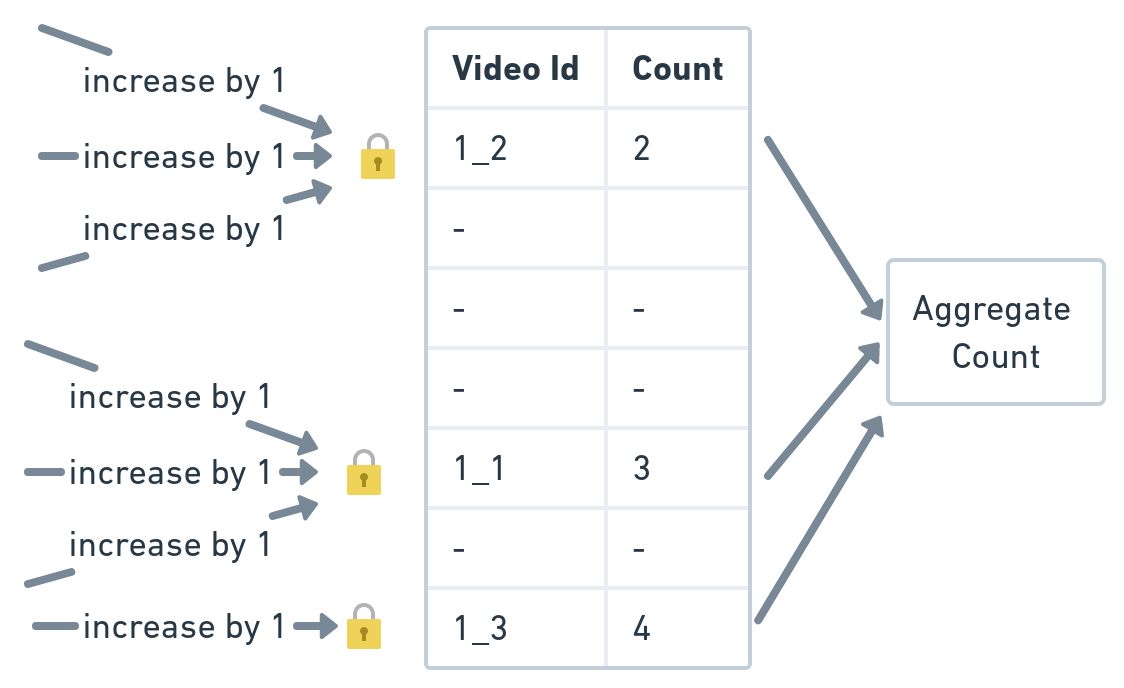 increase by 1
increase by 1
increase by 1
increase by 1
increase by 1
increase by 1
increase by 1
Video Id Count
1_2 2
-
- -
- -
1_1 3
- -
1_3 4
Aggregate
Count